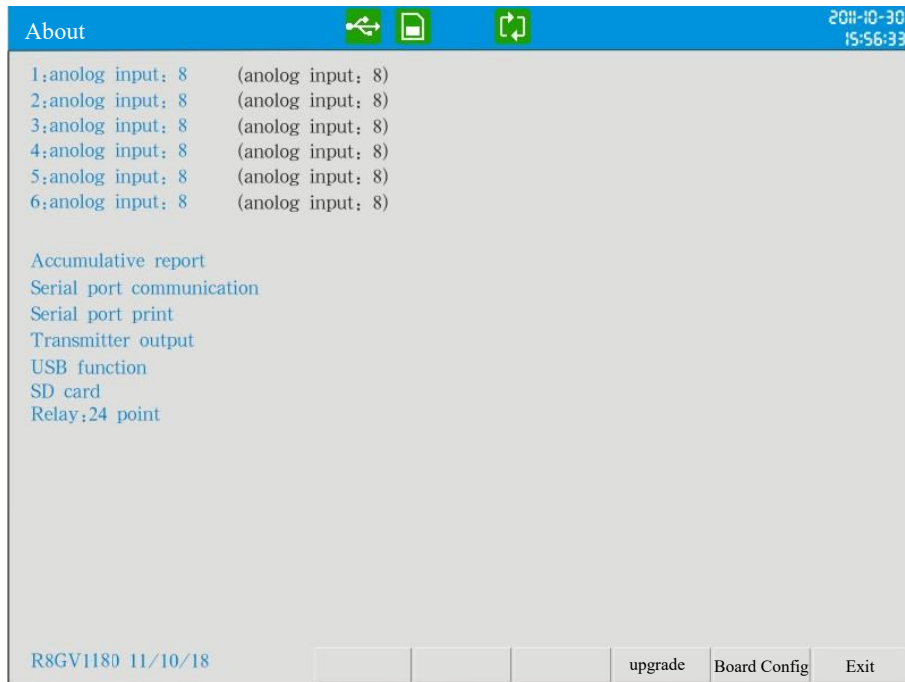 About
2011-10-30
15:56:33
1:anolog input: 8 (anolog input: 8)
2:anolog input: 8 (anolog input: 8)
3:anolog input: 8 (anolog input: 8)
4:anolog input: 8 (anolog input: 8)
5:anolog input: 8 (anolog input: 8)
6:anolog input: 8 (anolog input: 8)
Accumulative report
Serial port communication
Serial port print
Transmitter output
USB function
SD card
Relay:24 point
R8GV1180 11/10/18 upgrade Board Config Exit